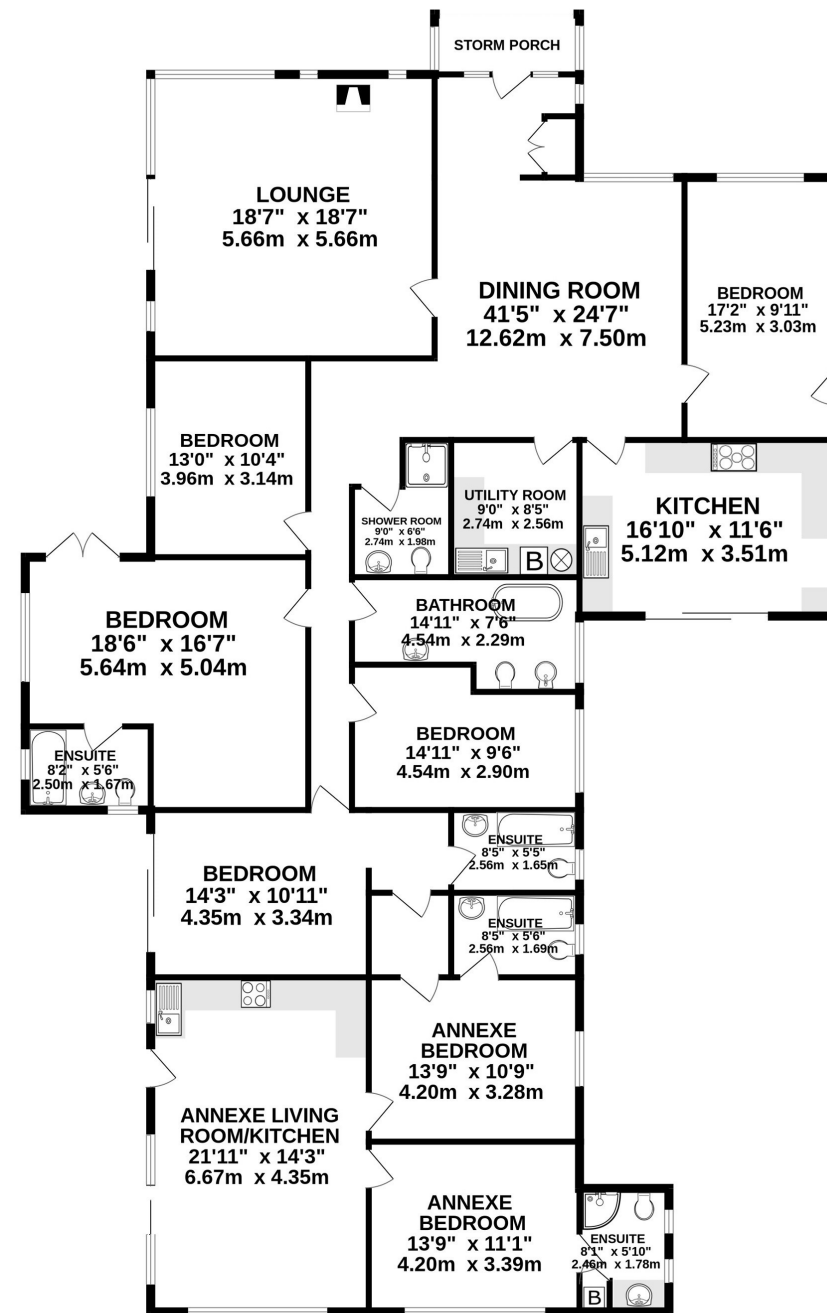 STORM PORCH
LOUNGE
18'7" x 18'7"
5.66m x 5.66m
DINING ROOM
41'5" x 24'7"
12.62m x 7.50m
BEDROOM
17'2" x 9'11"
5.23m x 3.03m
BEDROOM
13'0" x 10'4"
3.96m x 3.14m
SHOWER ROOM
9'0" x 6'6"
2.74m x 1.98m
UTILITY ROOM
9'0" x 8'5"
2.74m x 2.56m
B
KITCHEN
16'10" x 11'6"
5.12m x 3.51m
BEDROOM
18'6" x 16'7"
5.64m x 5.04m
BATHROOM
14'11" x 7'6"
4.54m x 2.29m
ENSUITE
8'2" x 5'6"
2.50m x 1.67m
BEDROOM
14'11" x 9'6"
4.54m x 2.90m
BEDROOM
14'3" x 10'11"
4.35m x 3.34m
ENSUITE
8'5" x 5'5"
2.56m x 1.65m
ENSUITE
8'5" x 5'6"
2.56m x 1.69m
ANNEXE
BEDROOM
13'9" x 10'9"
4.20m x 3.28m
ANNEXE LIVING
ROOM/KITCHEN
21'11" x 14'3"
6.67m x 4.35m
ANNEXE
BEDROOM
13'9" x 11'1"
4.20m x 3.39m
ENSUITE
8'1" x 5'10"
2.46m x 1.78m
B